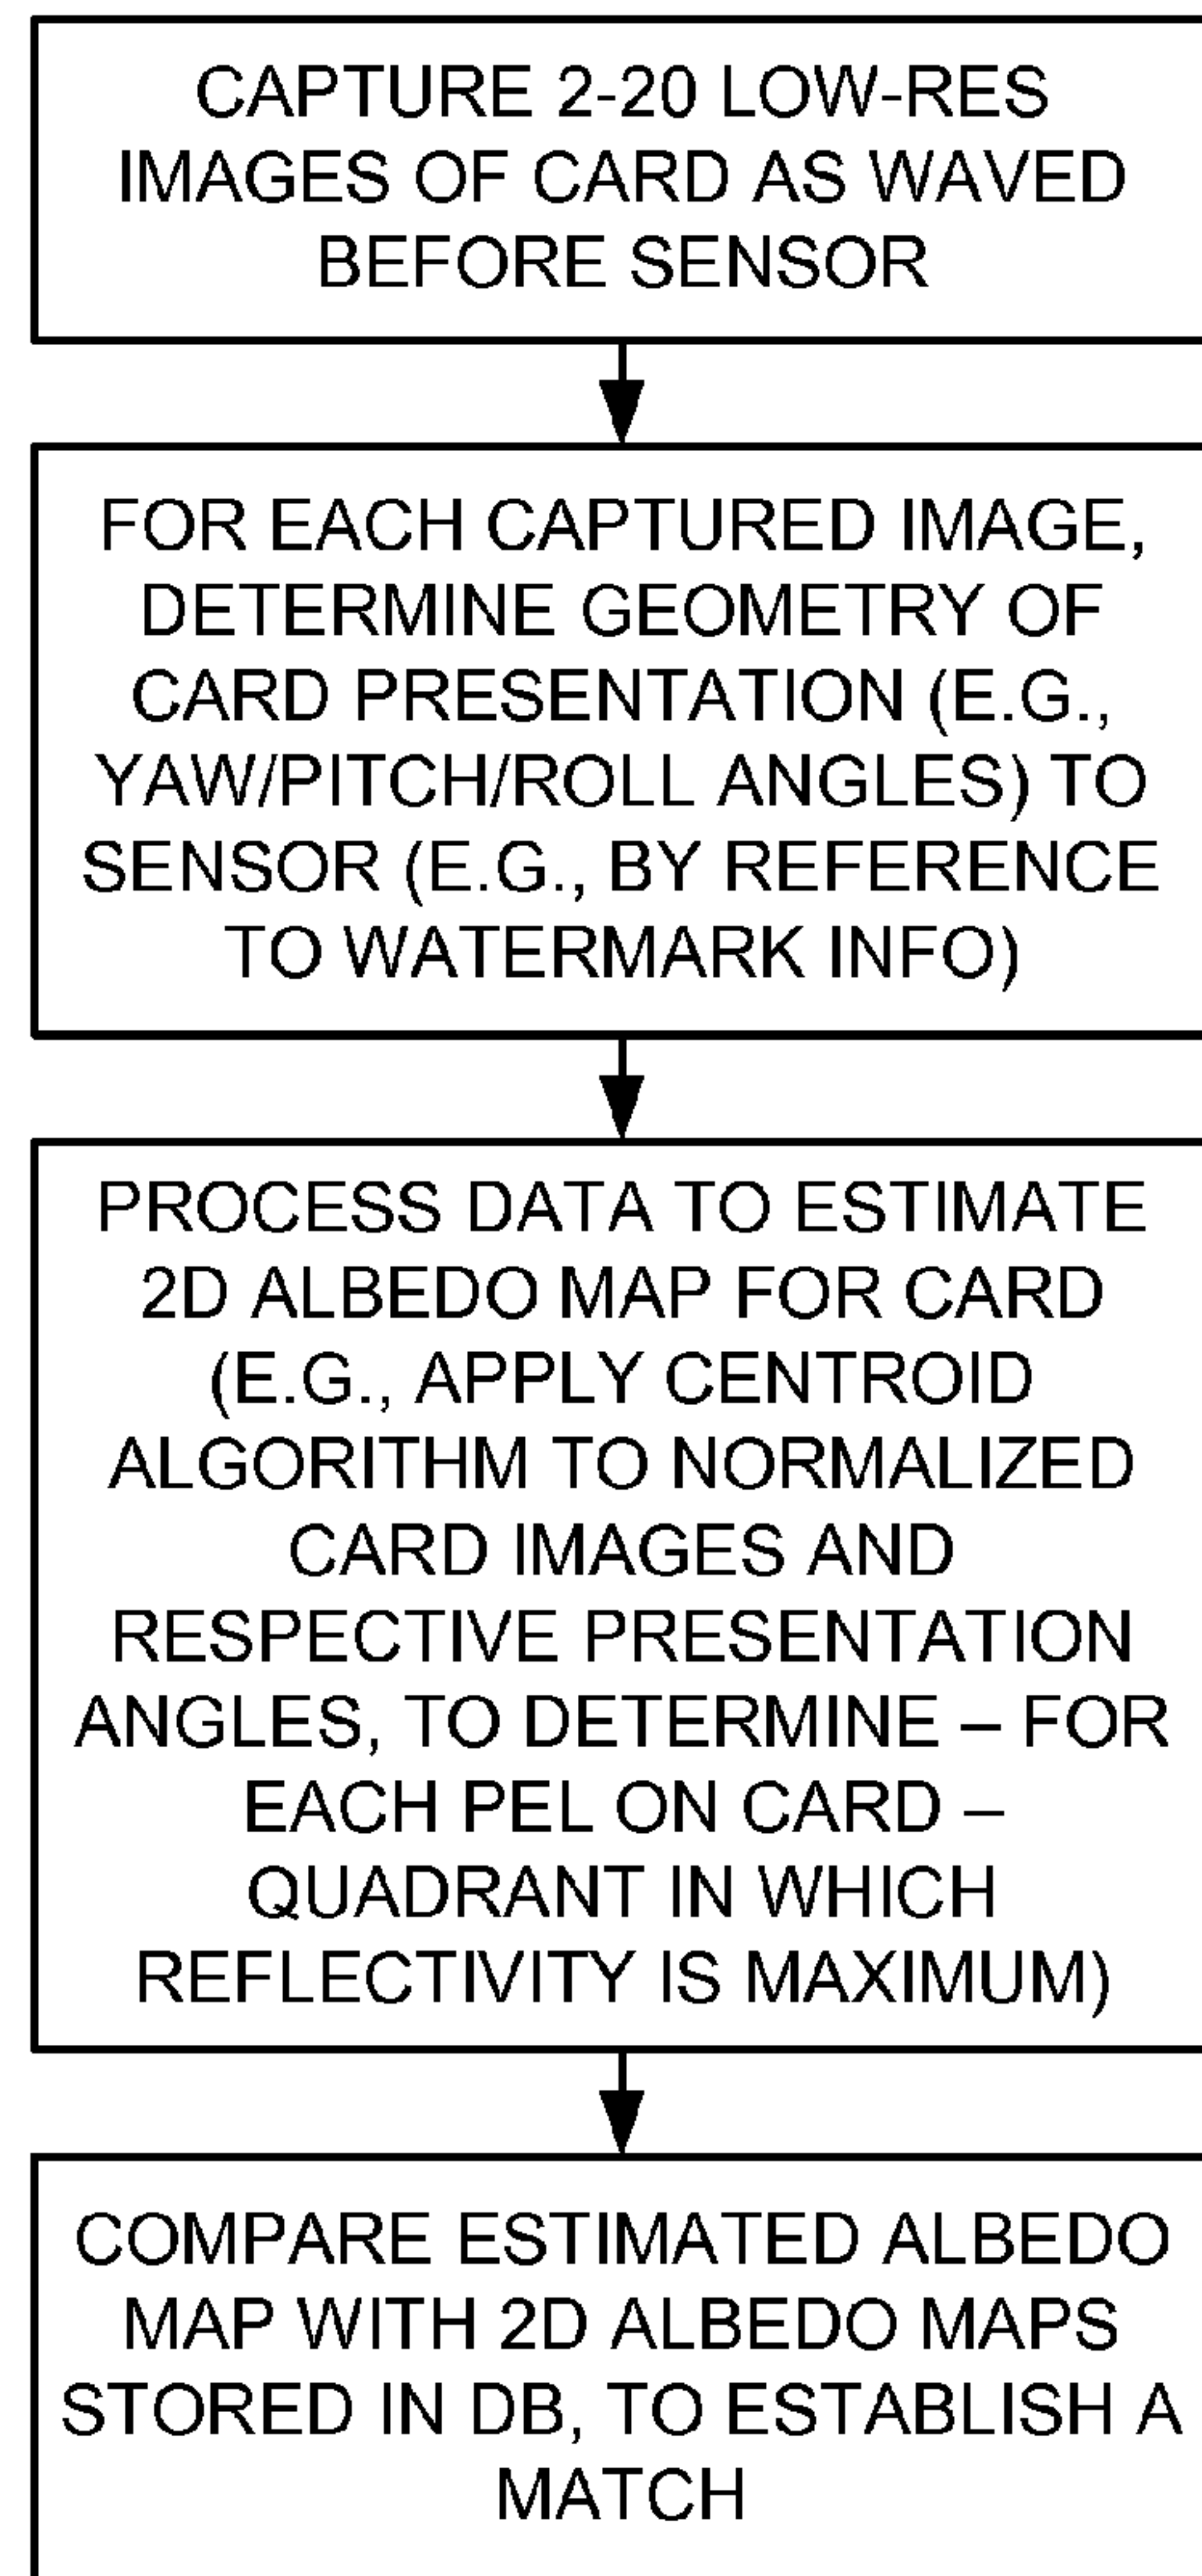 CAPTURE 2-20 LOW-RES
IMAGES OF CARD AS WAVED
BEFORE SENSOR
FOR EACH CAPTURED IMAGE,
DETERMINE GEOMETRY OF
CARD PRESENTATION (E.G.,
YAW/PITCH/ROLL ANGLES) TO
SENSOR (E.G., BY REFERENCE
TO WATERMARK INFO)
PROCESS DATA TO ESTIMATE
2D ALBEDO MAP FOR CARD
(E.G., APPLY CENTROID
ALGORITHM TO NORMALIZED
CARD IMAGES AND
RESPECTIVE PRESENTATION
ANGLES, TO DETERMINE – FOR
EACH PEL ON CARD –
QUADRANT IN WHICH
REFLECTIVITY IS MAXIMUM)
COMPARE ESTIMATED ALBEDO
MAP WITH 2D ALBEDO MAPS
STORED IN DB, TO ESTABLISH A
MATCH